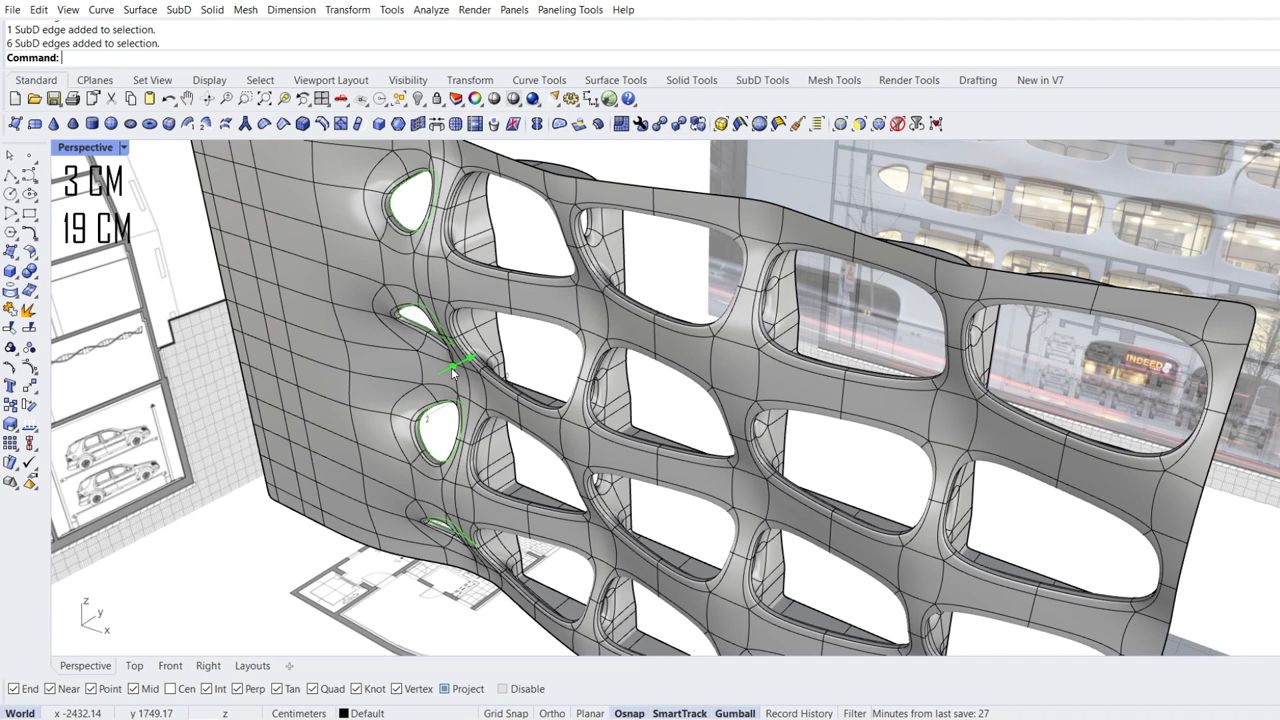 File Edit View Curve Surface SubD Solid Mesh Dimension Transform Tools Analyze Render Panels Paneling Tools Help
1 SubD edge added to selection.
6 SubD edges added to selection.
Command:
Standard CPlanes Set View Display Select Viewport Layout Visibility Transform Curve Tools Surface Tools Solid Tools SubD Tools Mesh Tools Render Tools Drafting New in V7
Perspective
3 CM
19 CM
INDEED
z
y
x
Perspective Top Front Right Layouts
End Near Point Mid Cen Int Perp Tan Quad Knot Vertex Project Disable
World x -2432.14 y 1749.17 z Centimeters Default Grid Snap Ortho Planar Osnap SmartTrack Gumball Record History Filter Minutes from last save: 27